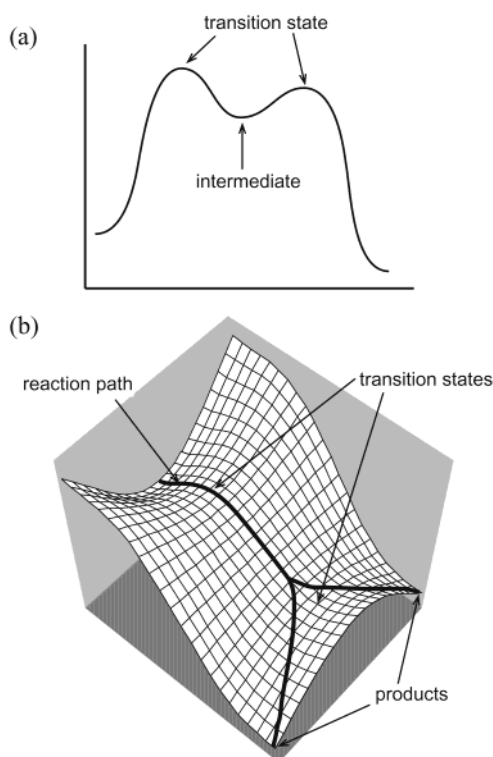 (a)
transition state
intermediate
(b)
reaction path
transition states
products